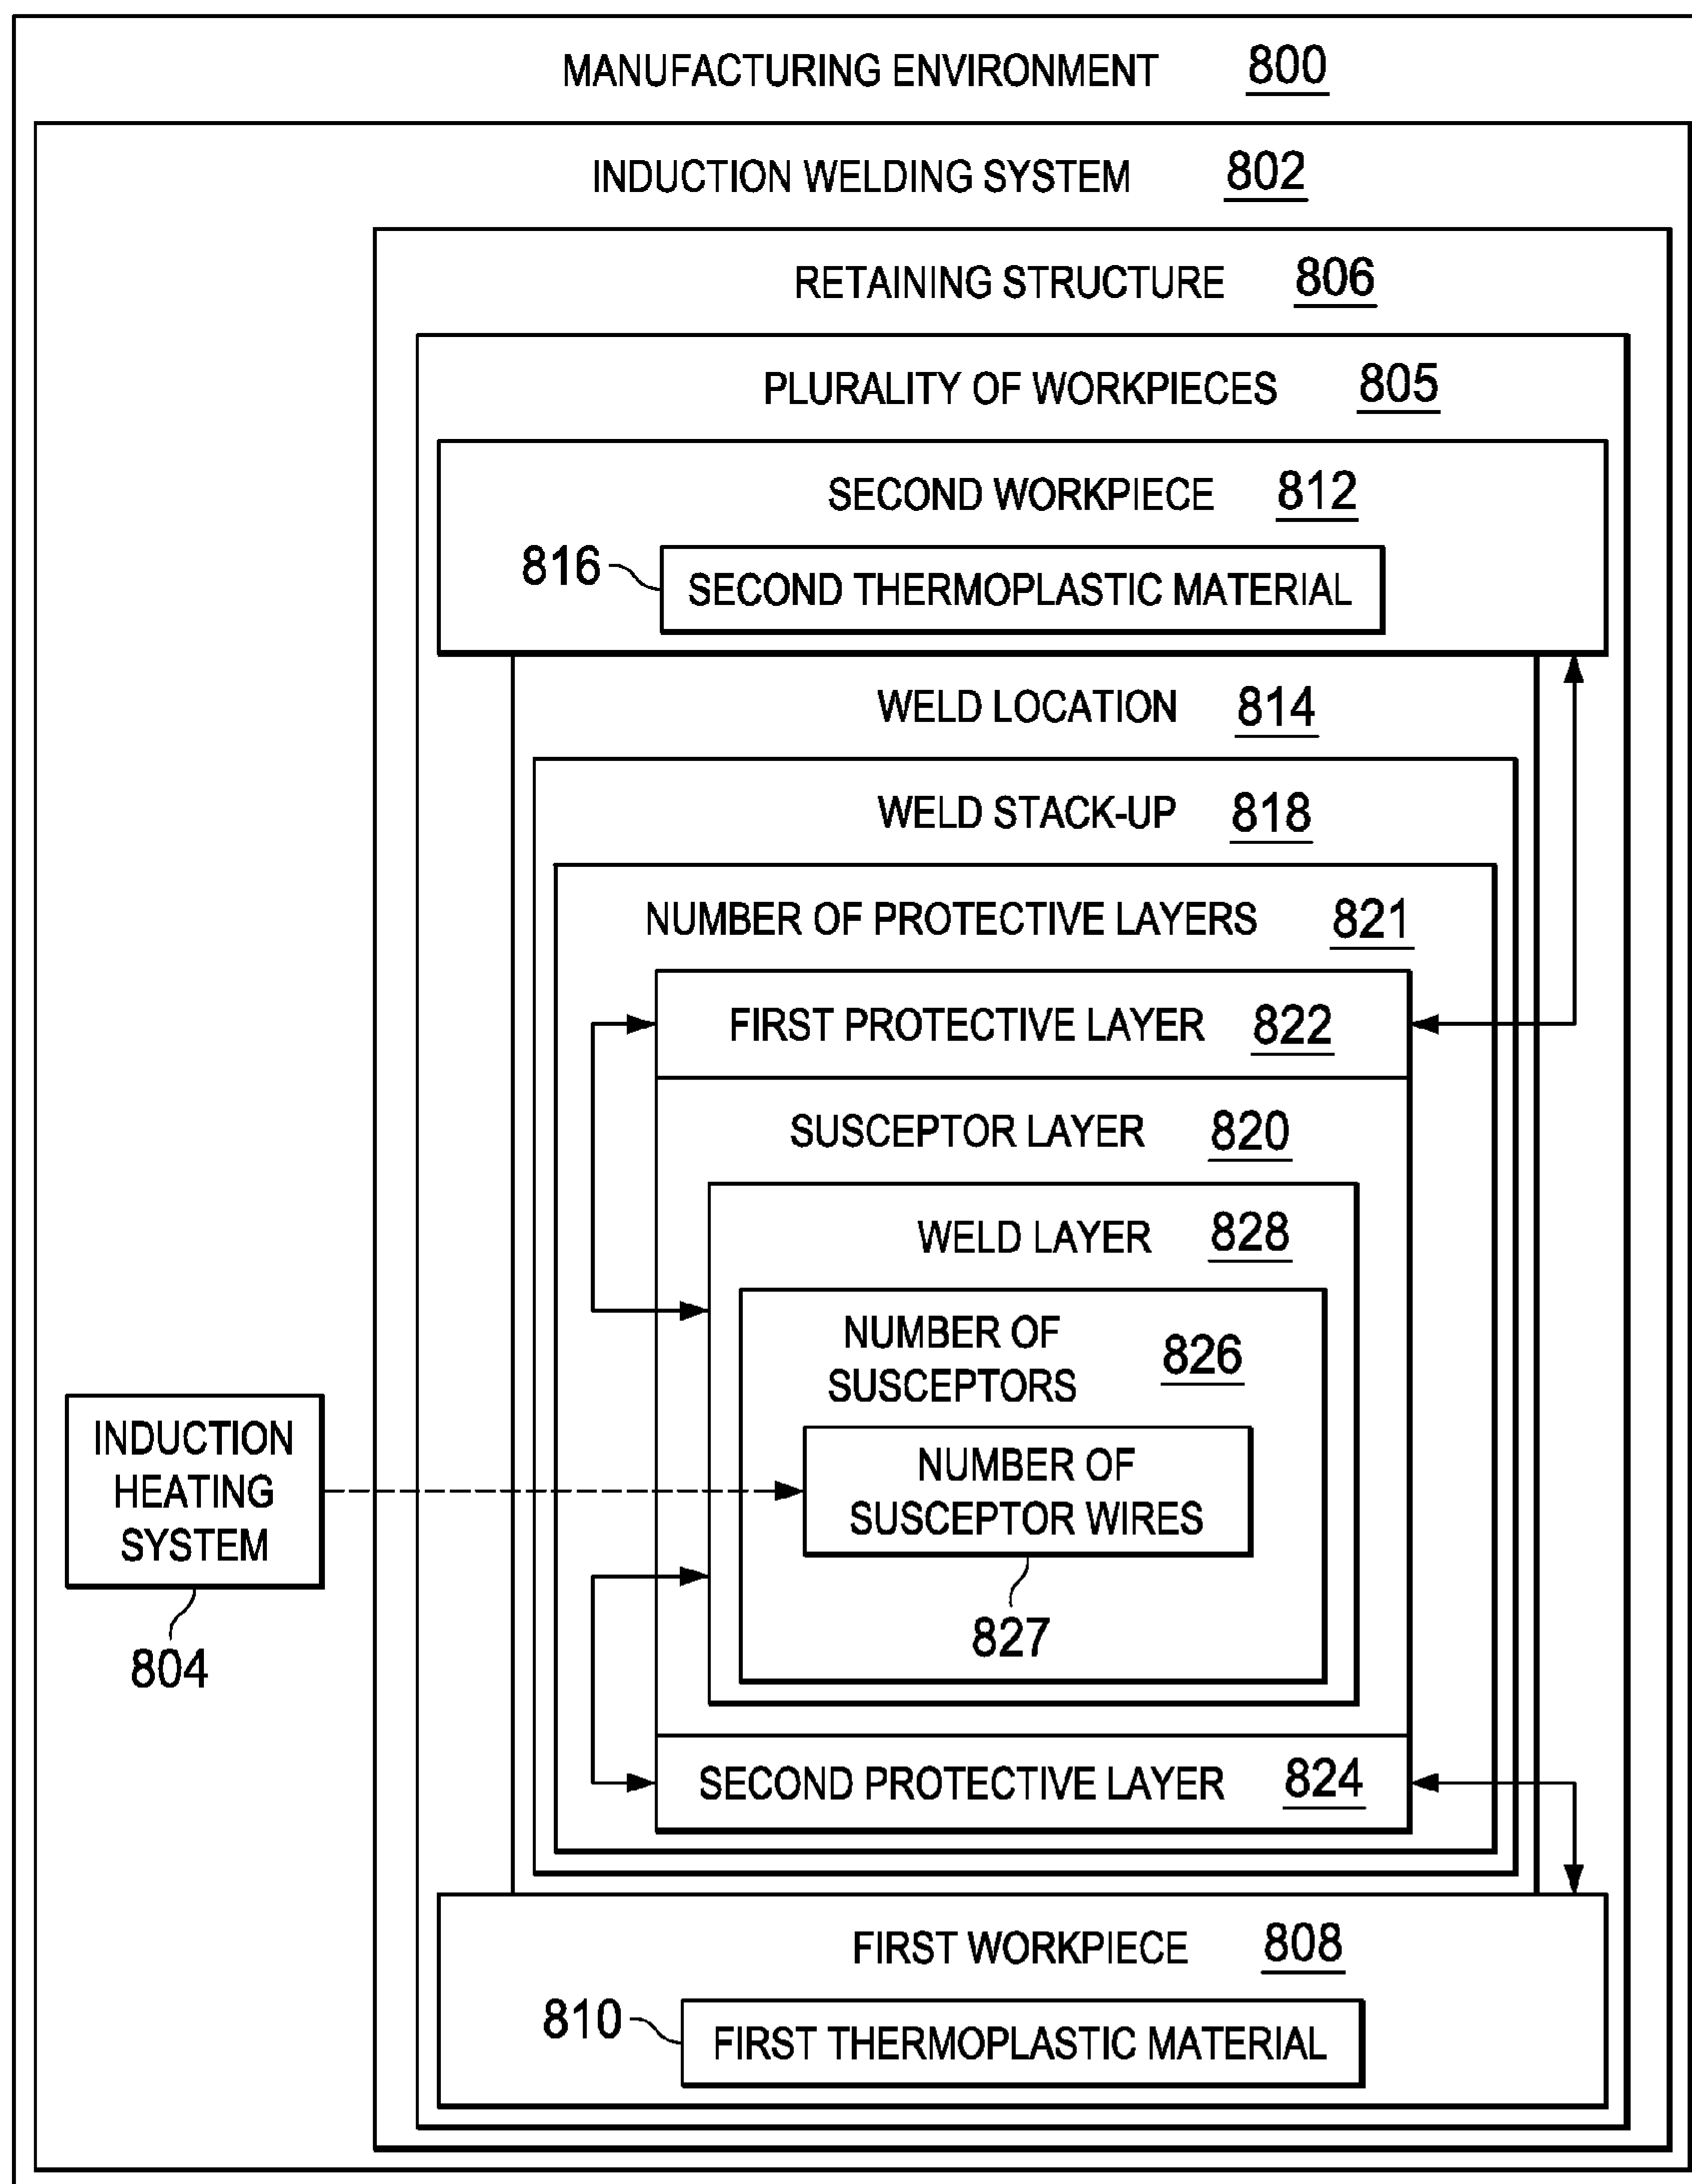 MANUFACTURING ENVIRONMENT 800
INDUCTION WELDING SYSTEM 802
RETAINING STRUCTURE 806
PLURALITY OF WORKPIECES 805
SECOND WORKPIECE 812
816 SECOND THERMOPLASTIC MATERIAL
WELD LOCATION 814
WELD STACK-UP 818
NUMBER OF PROTECTIVE LAYERS 821
FIRST PROTECTIVE LAYER 822
SUSCEPTOR LAYER 820
WELD LAYER 828
NUMBER OF
SUSCEPTORS 826
NUMBER OF
SUSCEPTOR WIRES
827
INDUCTION
HEATING
SYSTEM
804
SECOND PROTECTIVE LAYER 824
FIRST WORKPIECE 808
810 FIRST THERMOPLASTIC MATERIAL